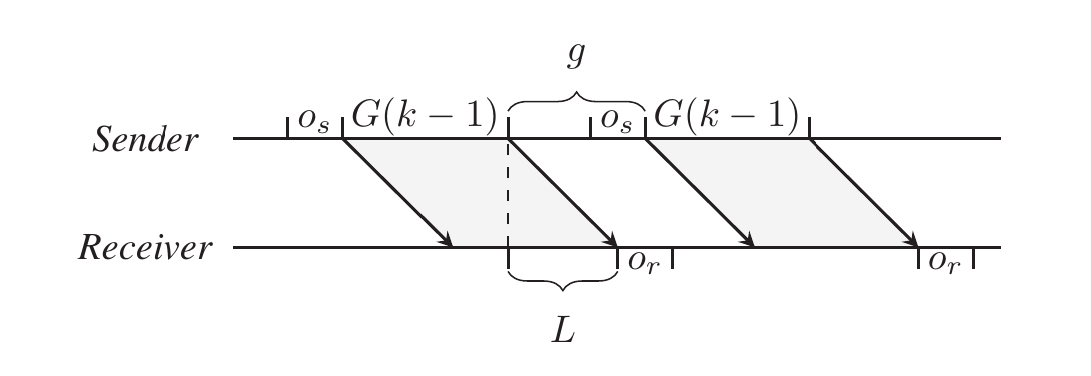 g
Sender o_s G(k − 1) o_s G(k − 1)
Receiver o_r o_r
L